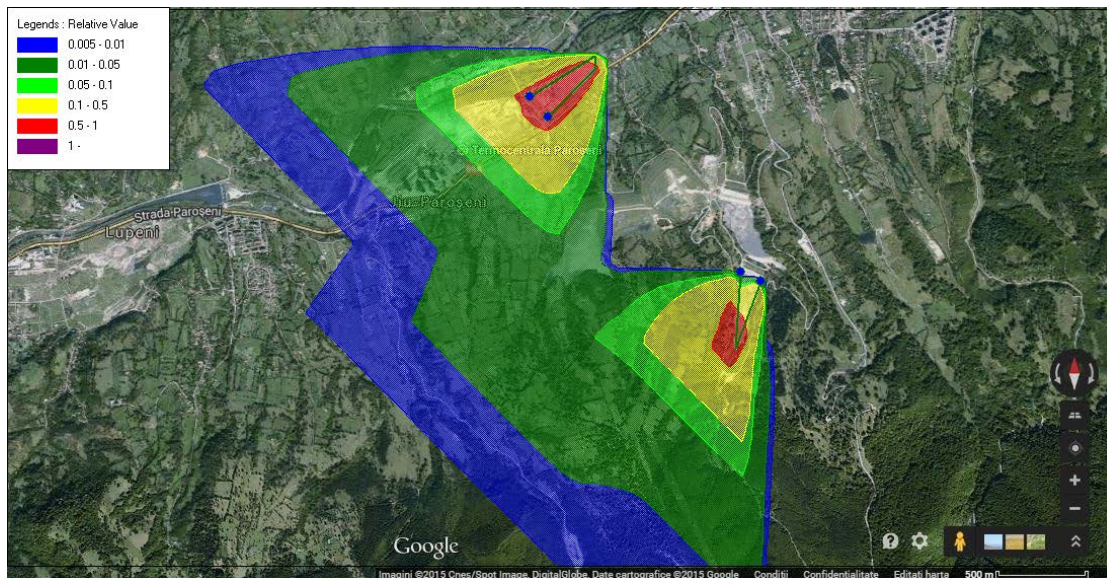 Legends : Relative Value
0.005 - 0.01
0.01 - 0.05
0.05 - 0.1
0.1 - 0.5
0.5 - 1
1 -
Termocentrala Paroșeni
Jiu-Paroșeni
Strada Paroșeni
Lupeni
Google
Imagini ©2015 Cnes/Spot Image, DigitalGlobe, Date cartografice ©2015 Google Condiții Confidențialitate Editați harta 500 m